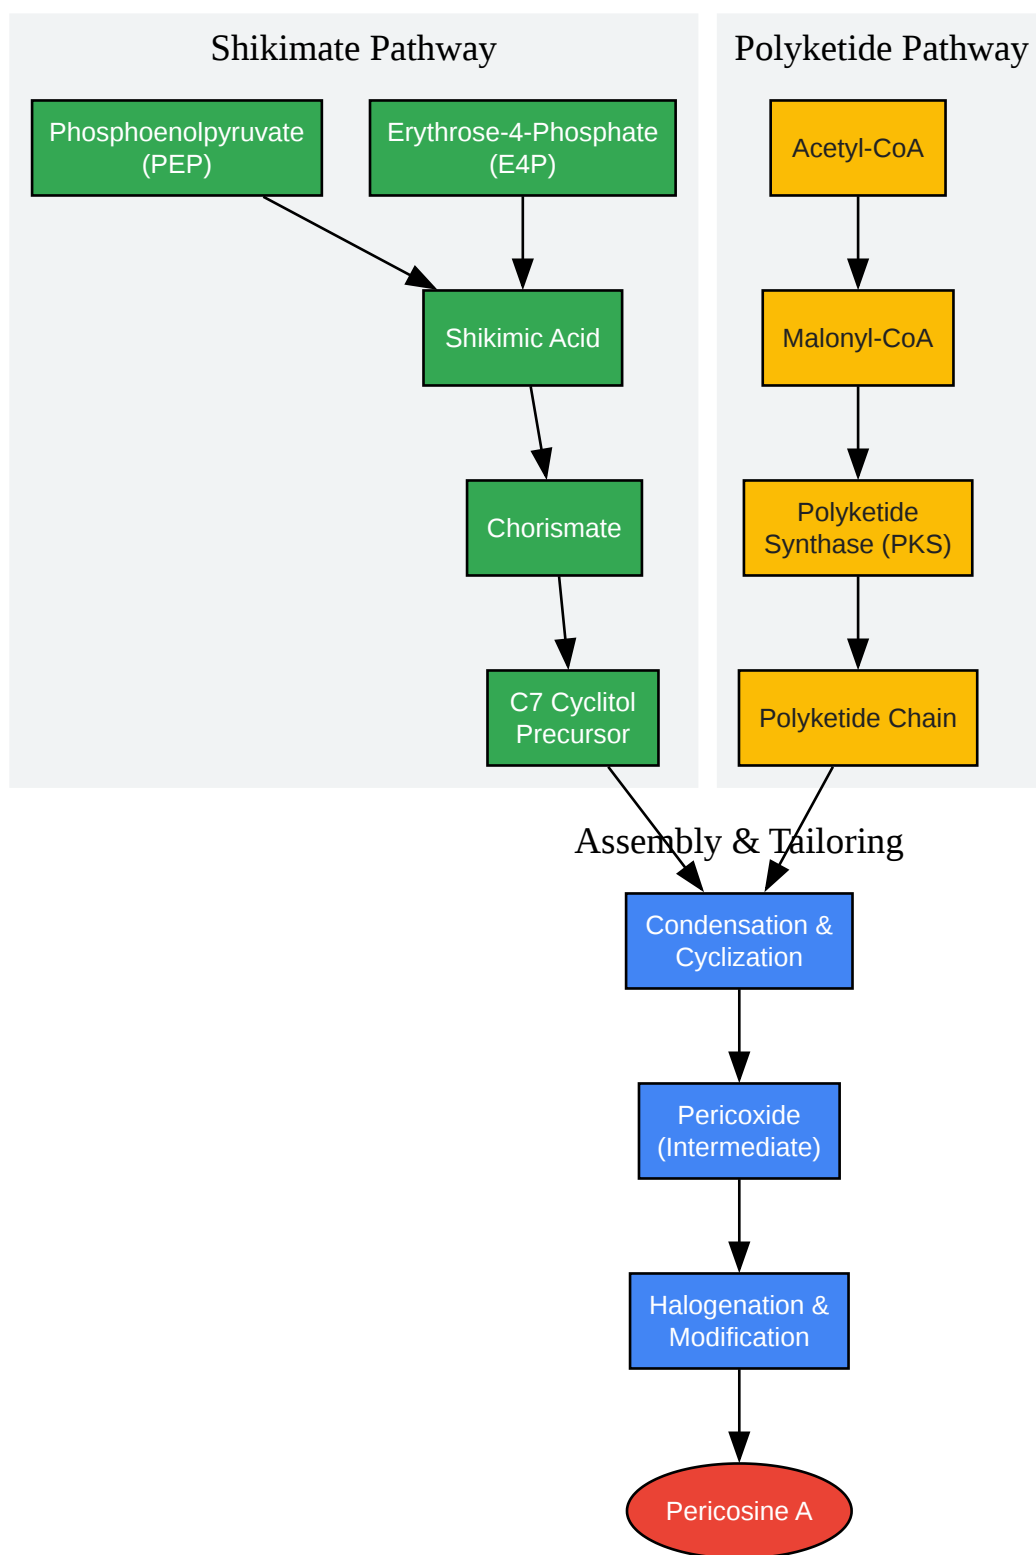 Shikimate Pathway
Polyketide Pathway
Phosphoenolpyruvate
(PEP)
Erythrose-4-Phosphate
(E4P)
Acetyl-CoA
Shikimic Acid
Malonyl-CoA
Chorismate
Polyketide
Synthase (PKS)
C7 Cyclitol
Precursor
Polyketide Chain
Assembly & Tailoring
Condensation &
Cyclization
Pericoxide
(Intermediate)
Halogenation &
Modification
Pericosine A